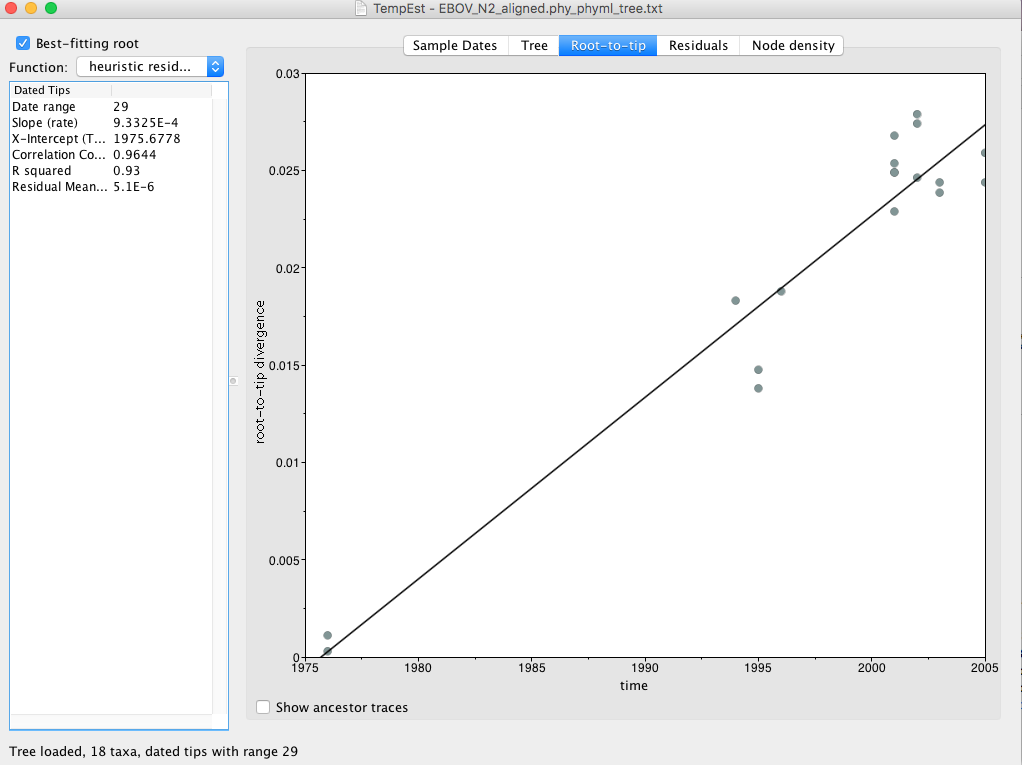 TempEst - EBOV_N2_aligned.phy_phyml_tree.txt
Best-fitting root
Function: heuristic resid...
Dated Tips
Date range 29
Slope (rate) 9.3325E-4
X-Intercept (T... 1975.6778
Correlation Co... 0.9644
R squared 0.93
Residual Mean... 5.1E-6
Sample Dates Tree Root-to-tip Residuals Node density
0.03
0.025
0.02
0.015
0.01
0.005
0
root-to-tip divergence
1975 1980 1985 1990 1995 2000 2005
time
Show ancestor traces
Tree loaded, 18 taxa, dated tips with range 29